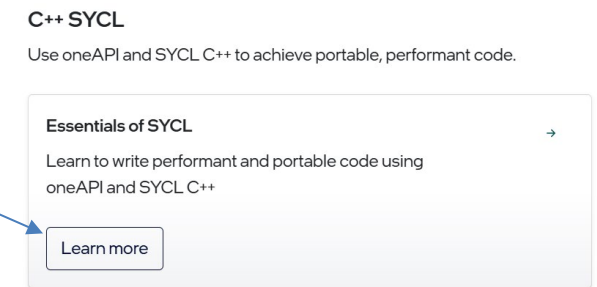 C++ SYCL
Use oneAPI and SYCL C++ to achieve portable, performant code.
Essentials of SYCL
Learn to write performant and portable code using
oneAPI and SYCL C++
Learn more